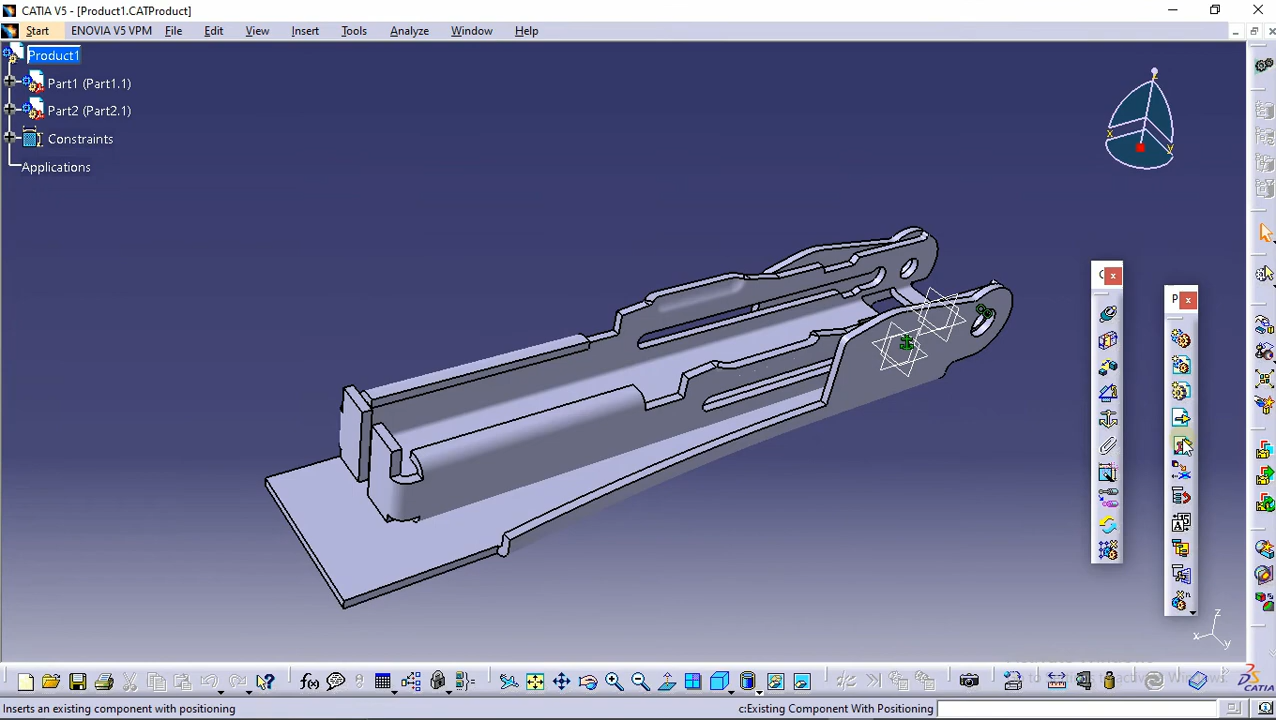 CATIA V5 - [Product1.CATProduct]
Start ENOVIA V5 VPM File Edit View Insert Tools Analyze Window Help
Product1
Part1 (Part1.1)
Part2 (Part2.1)
Constraints
Applications
z
x
y
C
P
z
x
y
f(x)
CATIA
Inserts an existing component with positioning
c:Existing Component With Positioning